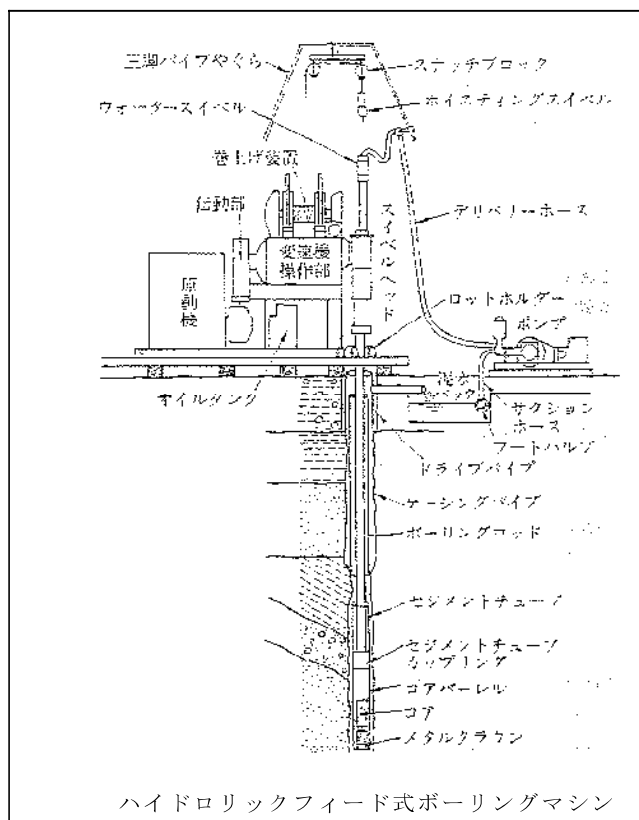 三脚パイプやぐら
スナッチブロック
ウォータースイベル
ホイスティングスイベル
巻上げ装置
伝動部
スイベルヘッド
デリバリーホース
変速機
操作部
原動機
ロットホルダー
ポンプ
オイルタンク
サクション
ホース
フートバルブ
ドライブパイプ
ケーシングパイプ
ボーリングロッド
セジメントチューブ
セジメントチューブ
カップリング
コアバーレル
コア
メタルクラウン
ハイドロリックフィード式ボーリングマシン